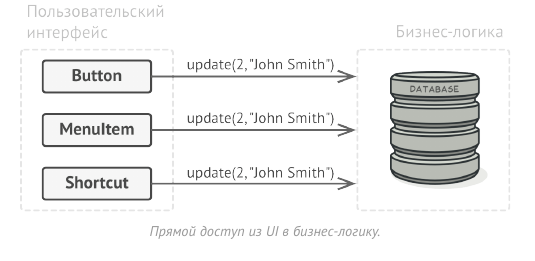 Пользовательский
интерфейс
Бизнес-логика
Button
update(2,"John Smith")
DATABASE
MenuItem
update(2,"John Smith")
Shortcut
update(2,"John Smith")
Прямой доступ из UI в бизнес-логику.